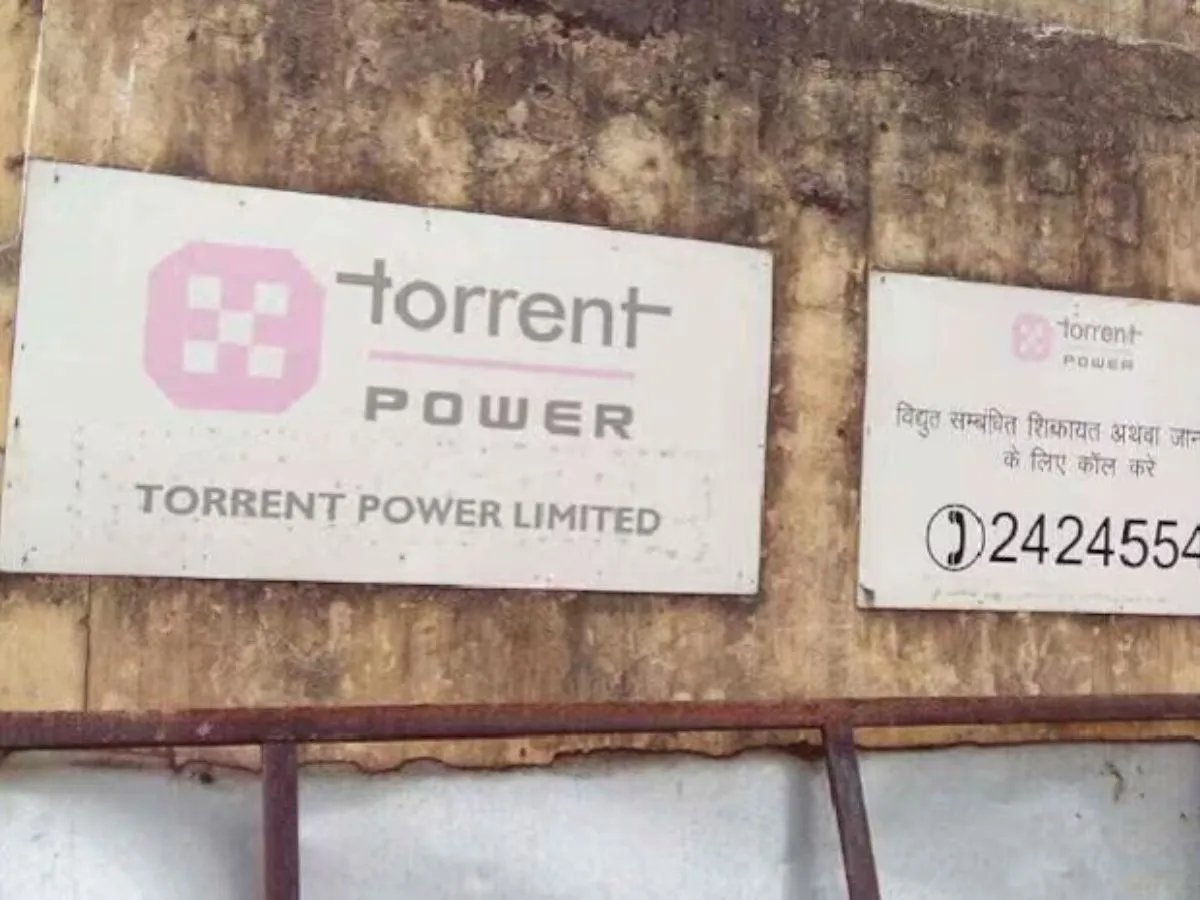 torrent
POWER
TORRENT POWER LIMITED
torrent
POWER
विद्युत सम्बंधित शिकायत अथवा
के लिए कॉल करे
2424554